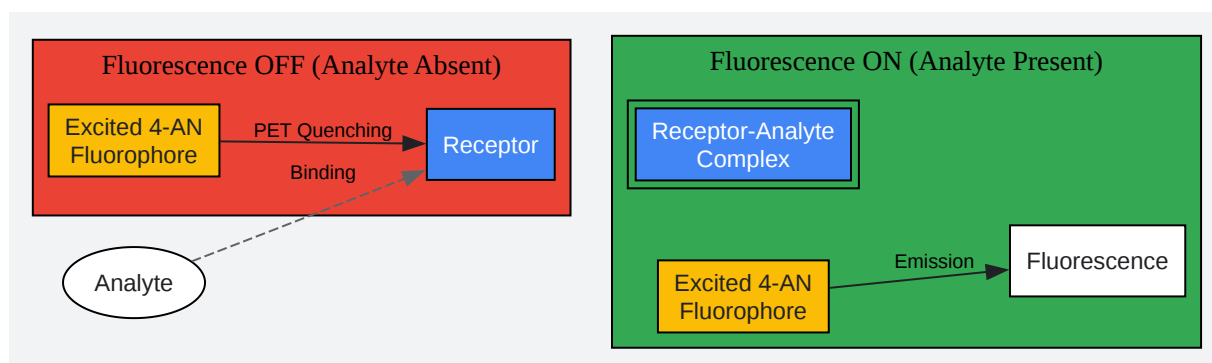 Fluorescence OFF (Analyte Absent)
Excited 4-AN
Fluorophore
PET Quenching
Receptor
Binding
Analyte
Fluorescence ON (Analyte Present)
Receptor-Analyte
Complex
Excited 4-AN
Fluorophore
Emission
Fluorescence